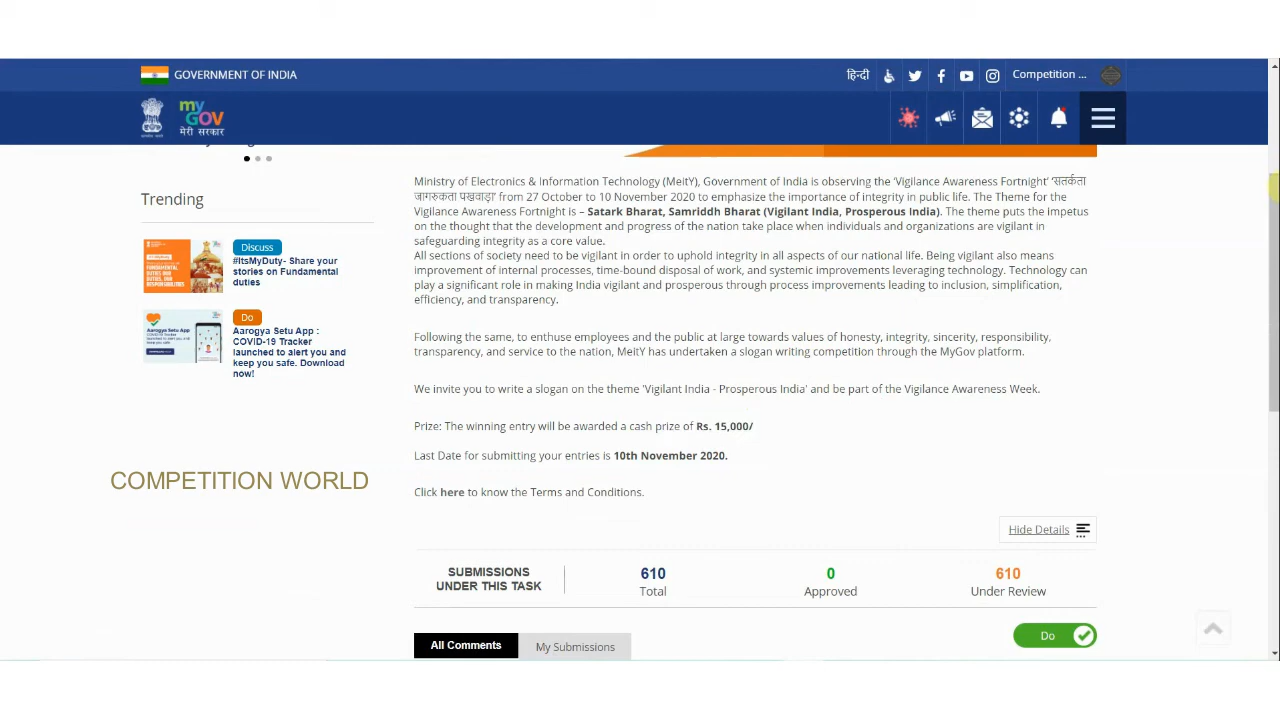 GOVERNMENT OF INDIA
हिन्दी
Competition ...
my
GOV
मेरी सरकार
Trending
Discuss
#ItsMyDuty- Share your
stories on Fundamental
duties
Do
Aarogya Setu App :
COVID-19 Tracker
launched to alert you and
keep you safe. Download
now!
COMPETITION WORLD
Ministry of Electronics & Information Technology (MeitY), Government of India is observing the 'Vigilance Awareness Fortnight' 'सतर्कता
जागरुकता पखवाड़ा' from 27 October to 10 November 2020 to emphasize the importance of integrity in public life. The Theme for the
Vigilance Awareness Fortnight is – Satark Bharat, Samriddh Bharat (Vigilant India, Prosperous India). The theme puts the impetus
on the thought that the development and progress of the nation take place when individuals and organizations are vigilant in
safeguarding integrity as a core value.
All sections of society need to be vigilant in order to uphold integrity in all aspects of our national life. Being vigilant also means
improvement of internal processes, time-bound disposal of work, and systemic improvements leveraging technology. Technology can
play a significant role in making India vigilant and prosperous through process improvements leading to inclusion, simplification,
efficiency, and transparency.
Following the same, to enthuse employees and the public at large towards values of honesty, integrity, sincerity, responsibility,
transparency, and service to the nation, MeitY has undertaken a slogan writing competition through the MyGov platform.
We invite you to write a slogan on the theme 'Vigilant India - Prosperous India' and be part of the Vigilance Awareness Week.
Prize: The winning entry will be awarded a cash prize of Rs. 15,000/
Last Date for submitting your entries is 10th November 2020.
Click here to know the Terms and Conditions.
Hide Details
SUBMISSIONS
UNDER THIS TASK
610
Total
0
Approved
610
Under Review
Do
All Comments
My Submissions